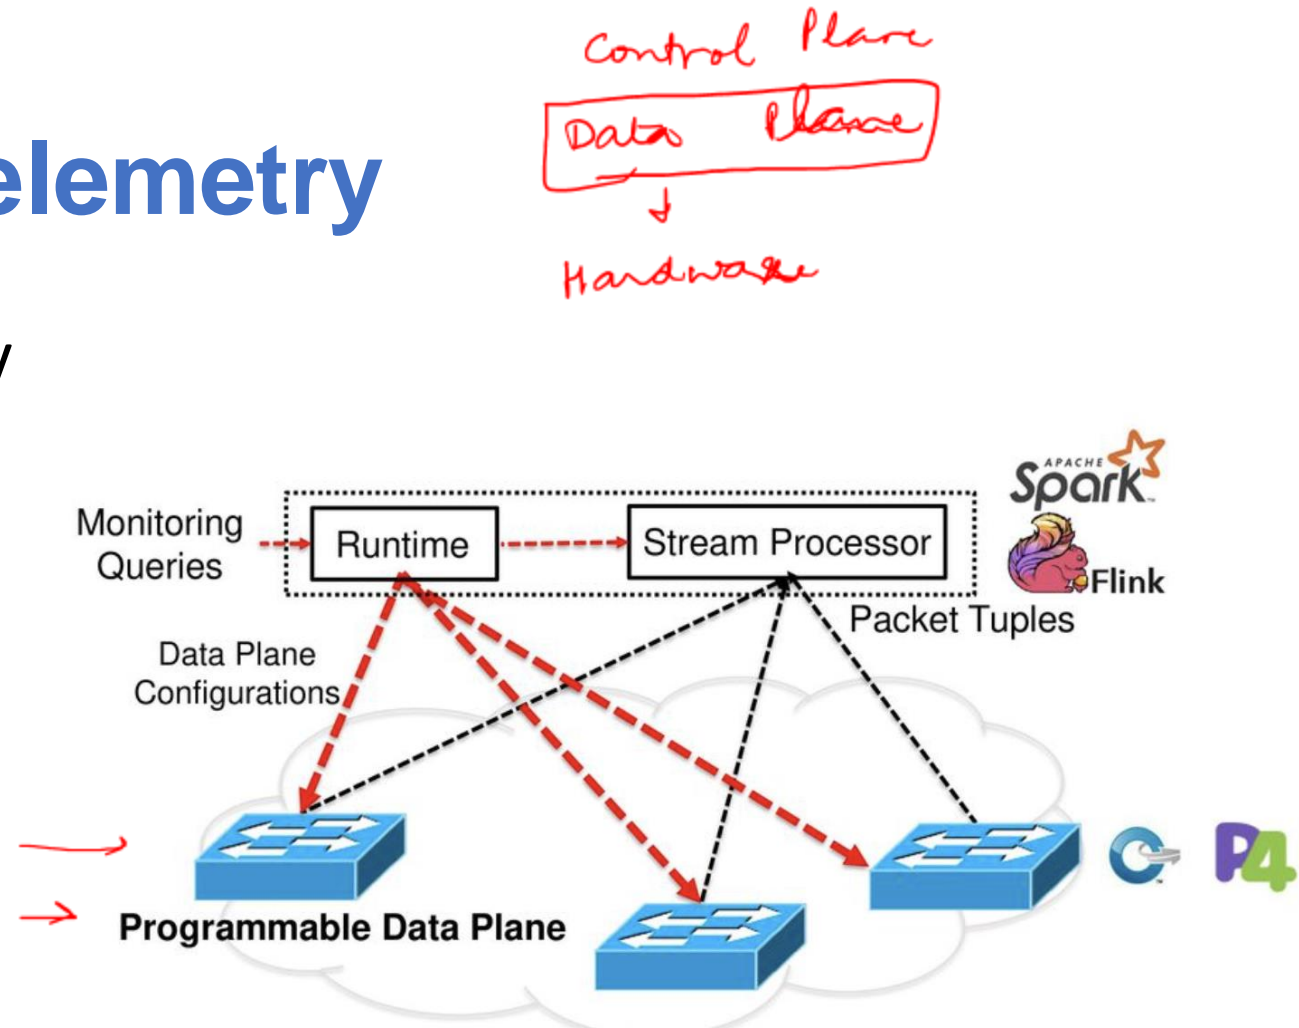 Control Plane
Data Plane
elemetry
Hardware
y
APACHE
Spark
Monitoring
Queries
Runtime
Stream Processor
Flink
Packet Tuples
Data Plane
Configurations
P4
Programmable Data Plane